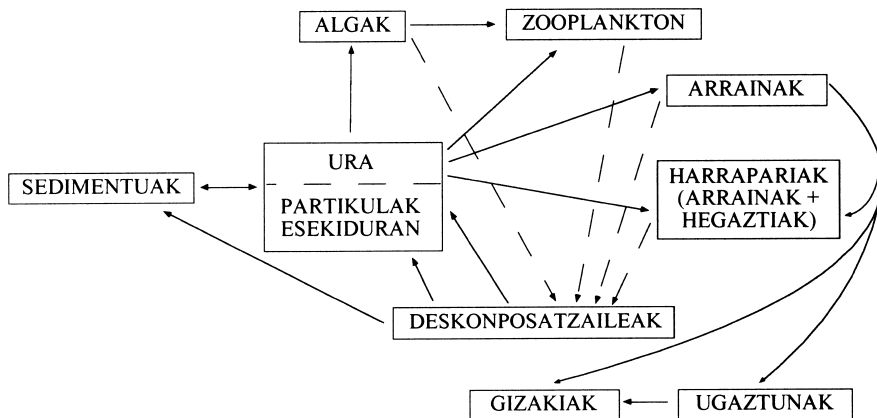 ALGAK
ZOOPLANKTON
ARRAINAK
URA
SEDIMENTUAK
PARTIKULAK
ESEKIDURAN
HARRAPARIAK
(ARRAINAK +
HEGAZTIAK)
DESKONPOSATZAILEAK
GIZAKIAK
UGAZTUNAK